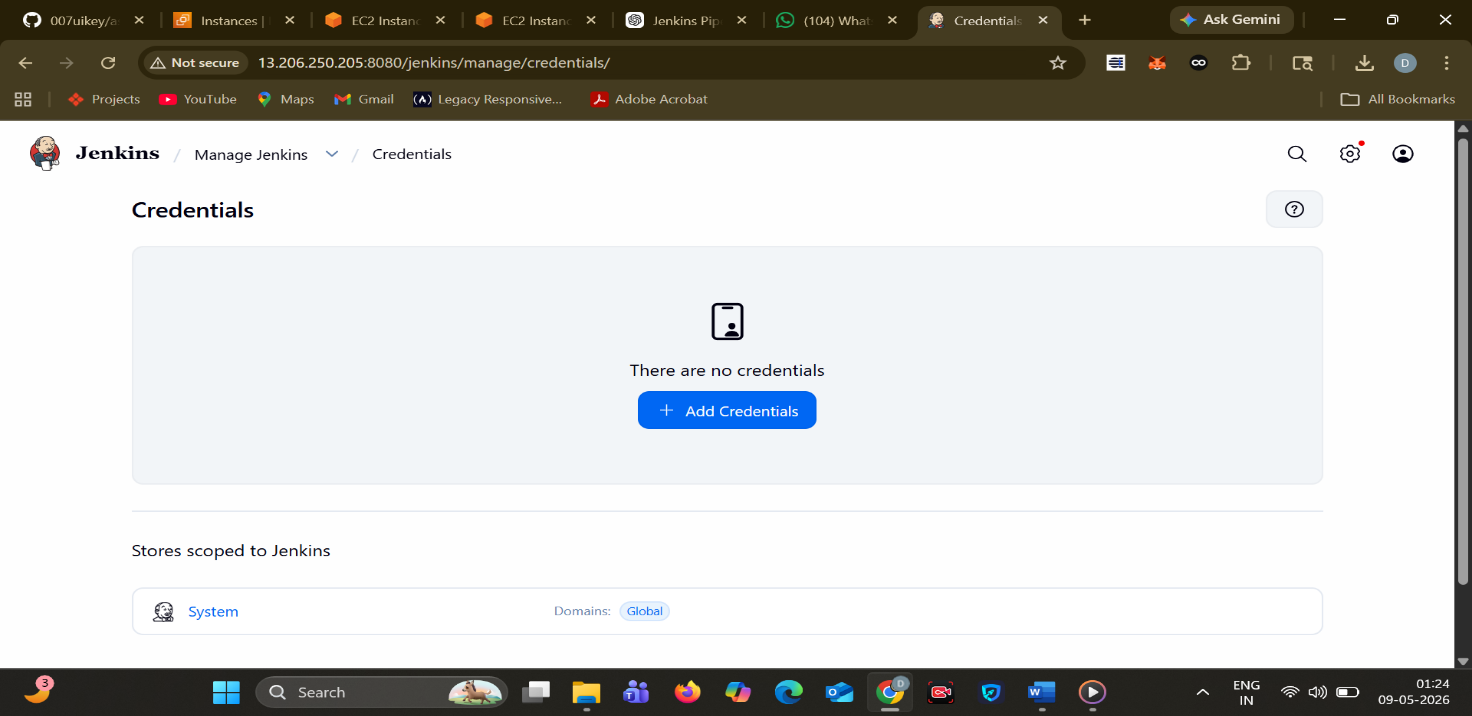 007uikey/a
Instances |
EC2 Instanc
EC2 Instanc
Jenkins Pip
(104) What
Credentials
Ask Gemini
Not secure
13.206.250.205:8080/jenkins/manage/credentials/
D
Projects
YouTube
Maps
Gmail
Legacy Responsive...
Adobe Acrobat
All Bookmarks
Jenkins / Manage Jenkins / Credentials
Credentials
There are no credentials
+ Add Credentials
Stores scoped to Jenkins
System
Domains: Global
3
Search
D
ENG
IN
01:24
09-05-2026